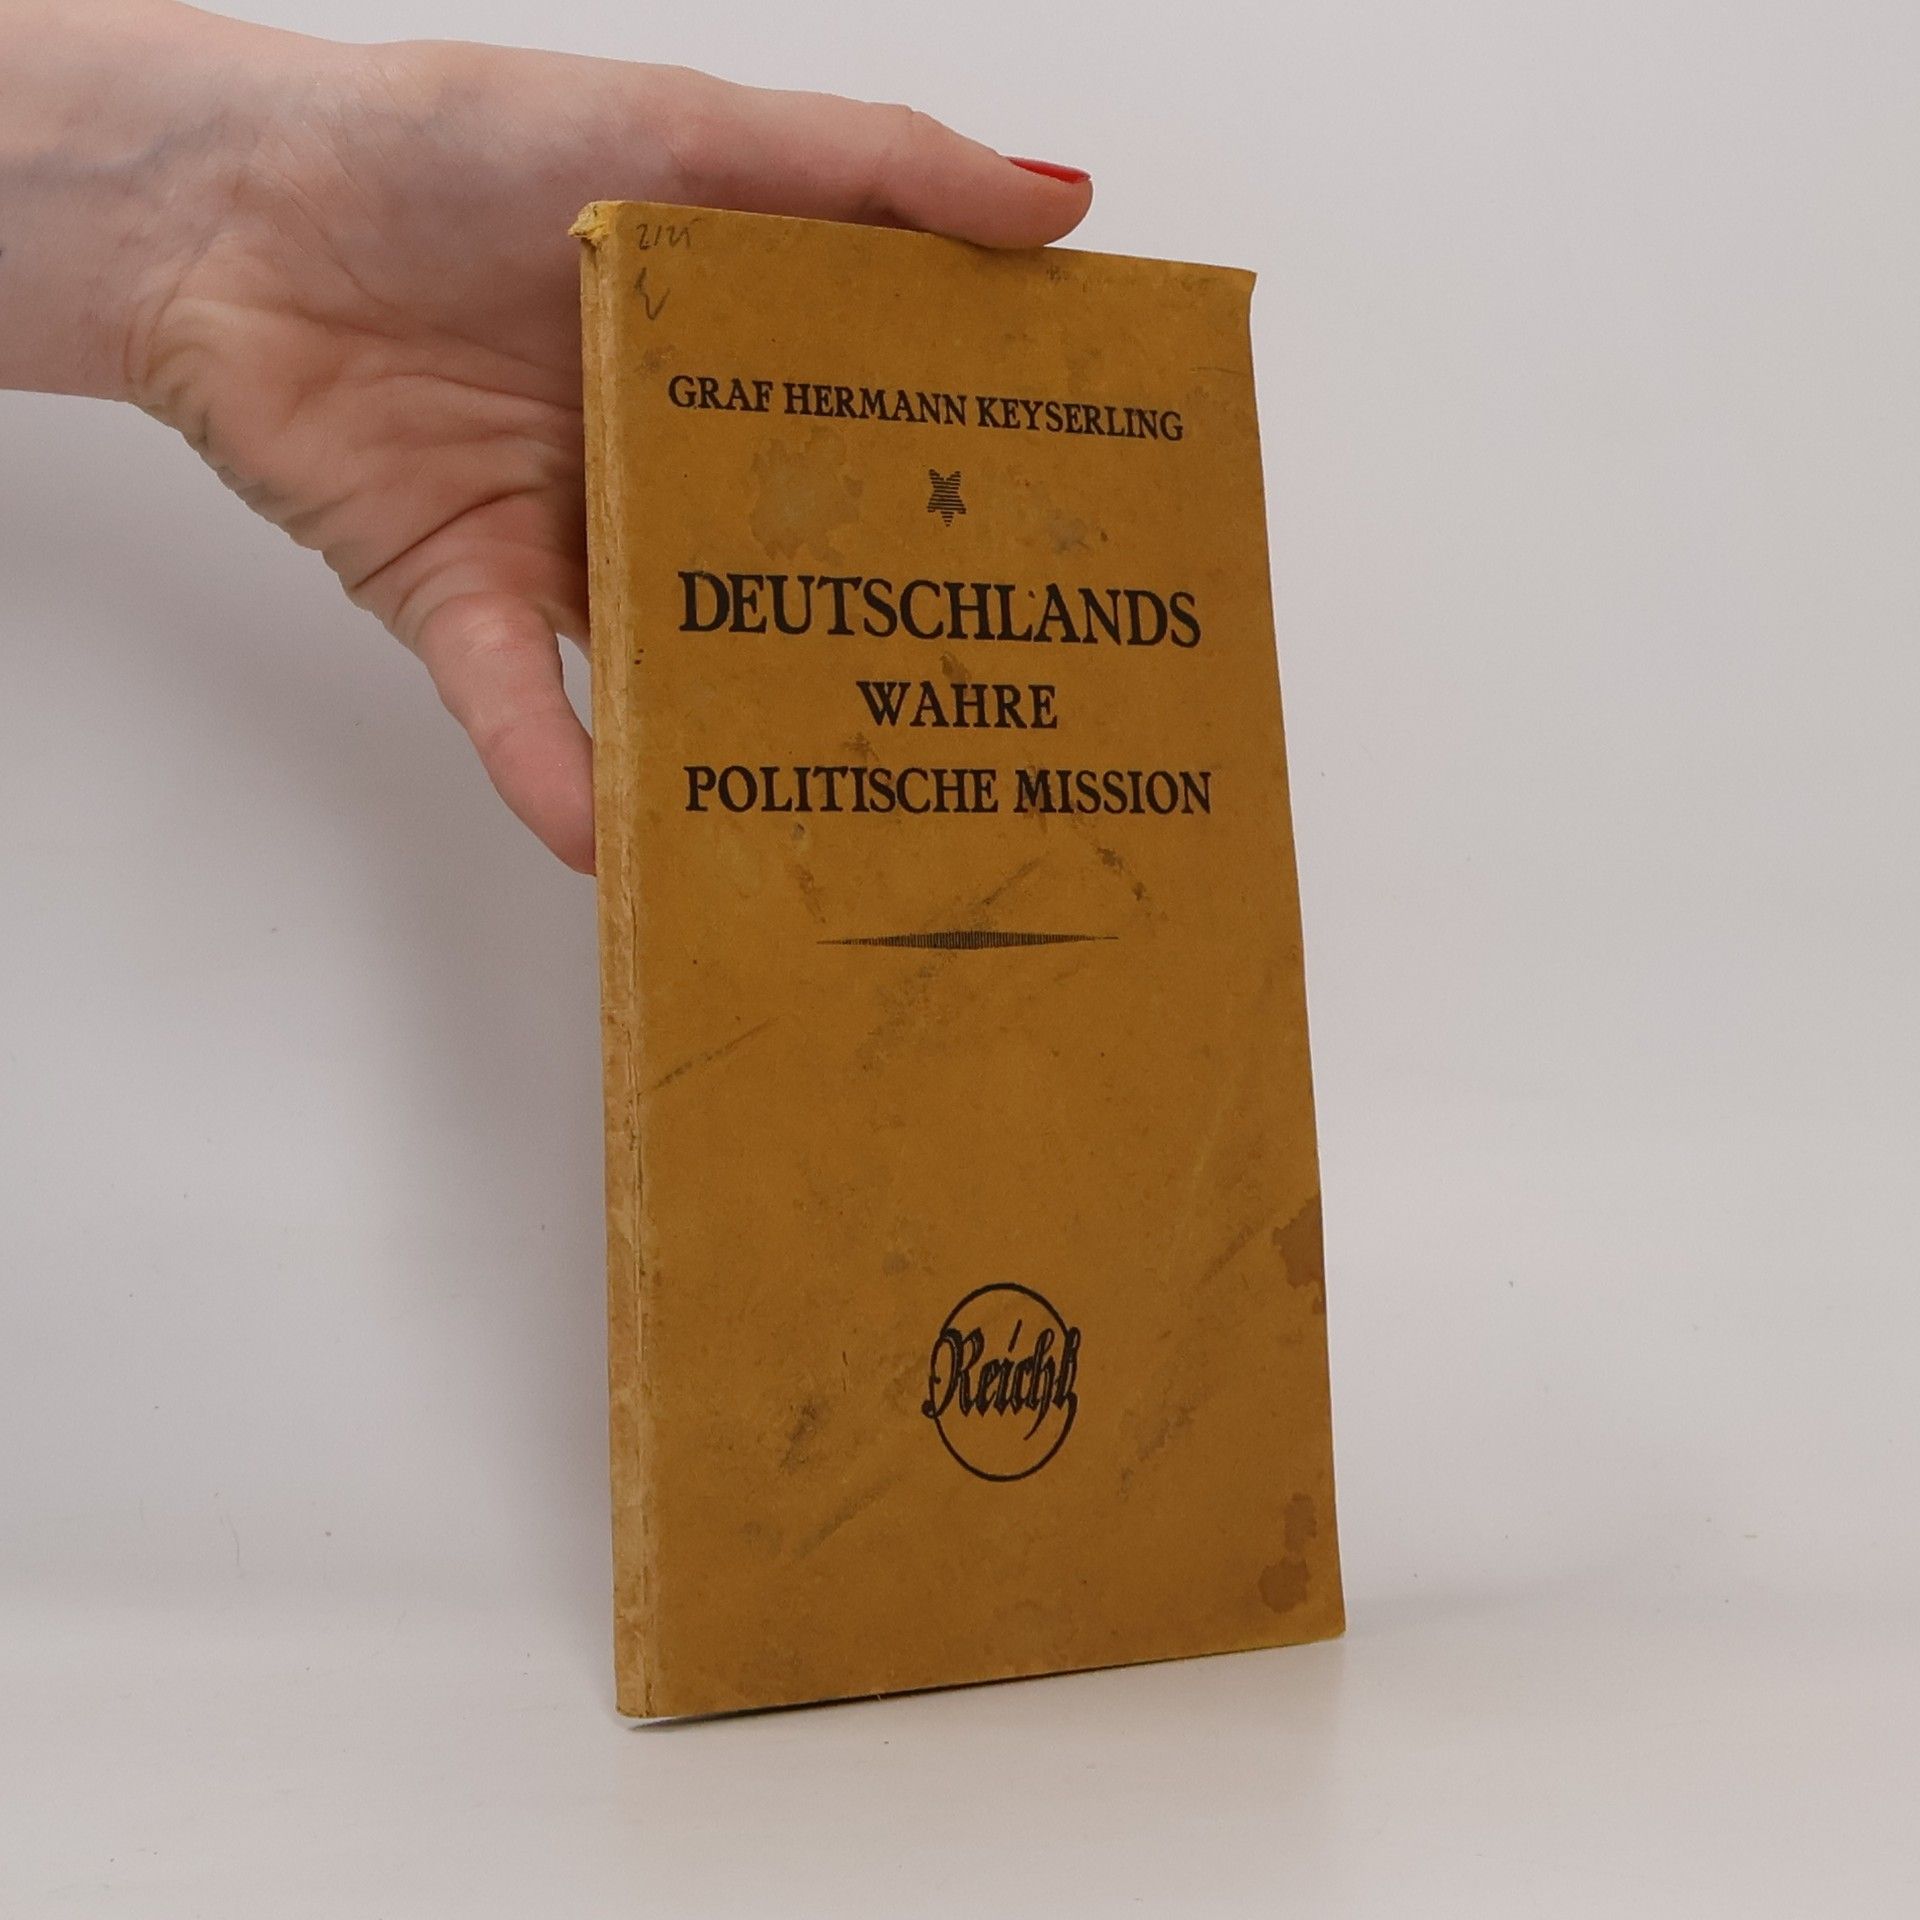 GRAF HERMANN KEYSERLING
DEUTSCHLANDS
WAHRE
POLITISCHE MISSION
Reichl